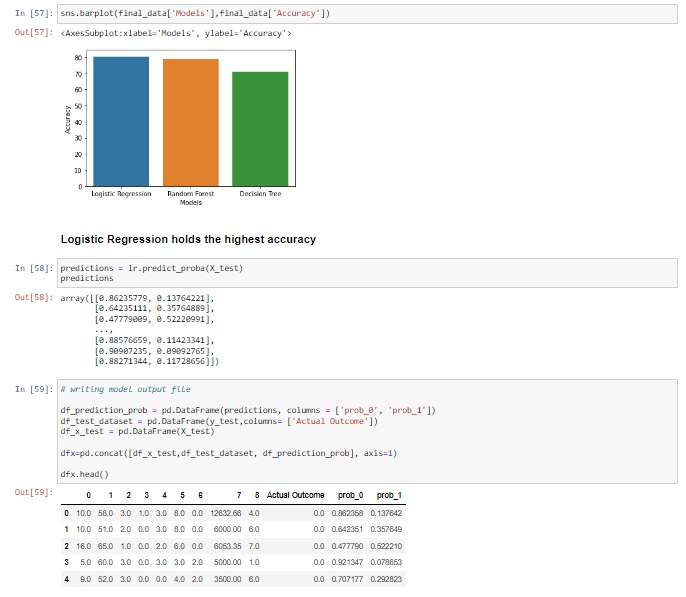 In [57]: sns.barplot(final_data['Models'],final_data['Accuracy'])
Out[57]: <AxesSubplot:xlabel='Models', ylabel='Accuracy'>
80
70
60
50
40
30
20
10
0
Accuracy
Logistic Regression Random Forest Decision Tree
Models
Logistic Regression holds the highest accuracy
In [58]: predictions = lr.predict_proba(X_test)
predictions
Out[58]: array([[0.86235779, 0.13764221],
[0.64235111, 0.35764889],
[0.47779009, 0.52220991],
...,
[0.88576659, 0.11423341],
[0.90907235, 0.09092765],
[0.88271344, 0.11728656]])
In [59]: # writing model output file
df_prediction_prob = pd.DataFrame(predictions, columns = ['prob_0', 'prob_1'])
df_test_dataset = pd.DataFrame(y_test,columns= ['Actual Outcome'])
df_x_test = pd.DataFrame(X_test)
dfx=pd.concat([df_x_test,df_test_dataset, df_prediction_prob], axis=1)
dfx.head()
Out[59]: 0 1 2 3 4 5 6 7 8 Actual Outcome prob_0 prob_1
0 10.0 58.0 3.0 1.0 3.0 8.0 0.0 12632.66 4.0 0.0 0.862358 0.137642
1 10.0 51.0 2.0 0.0 3.0 8.0 0.0 6000.00 6.0 0.0 0.642351 0.357649
2 16.0 65.0 1.0 0.0 2.0 6.0 0.0 6053.35 7.0 0.0 0.477790 0.522210
3 5.0 60.0 3.0 0.0 3.0 3.0 2.0 5000.00 1.0 0.0 0.921347 0.078653
4 9.0 52.0 3.0 0.0 0.0 4.0 2.0 3500.00 6.0 0.0 0.707177 0.292823